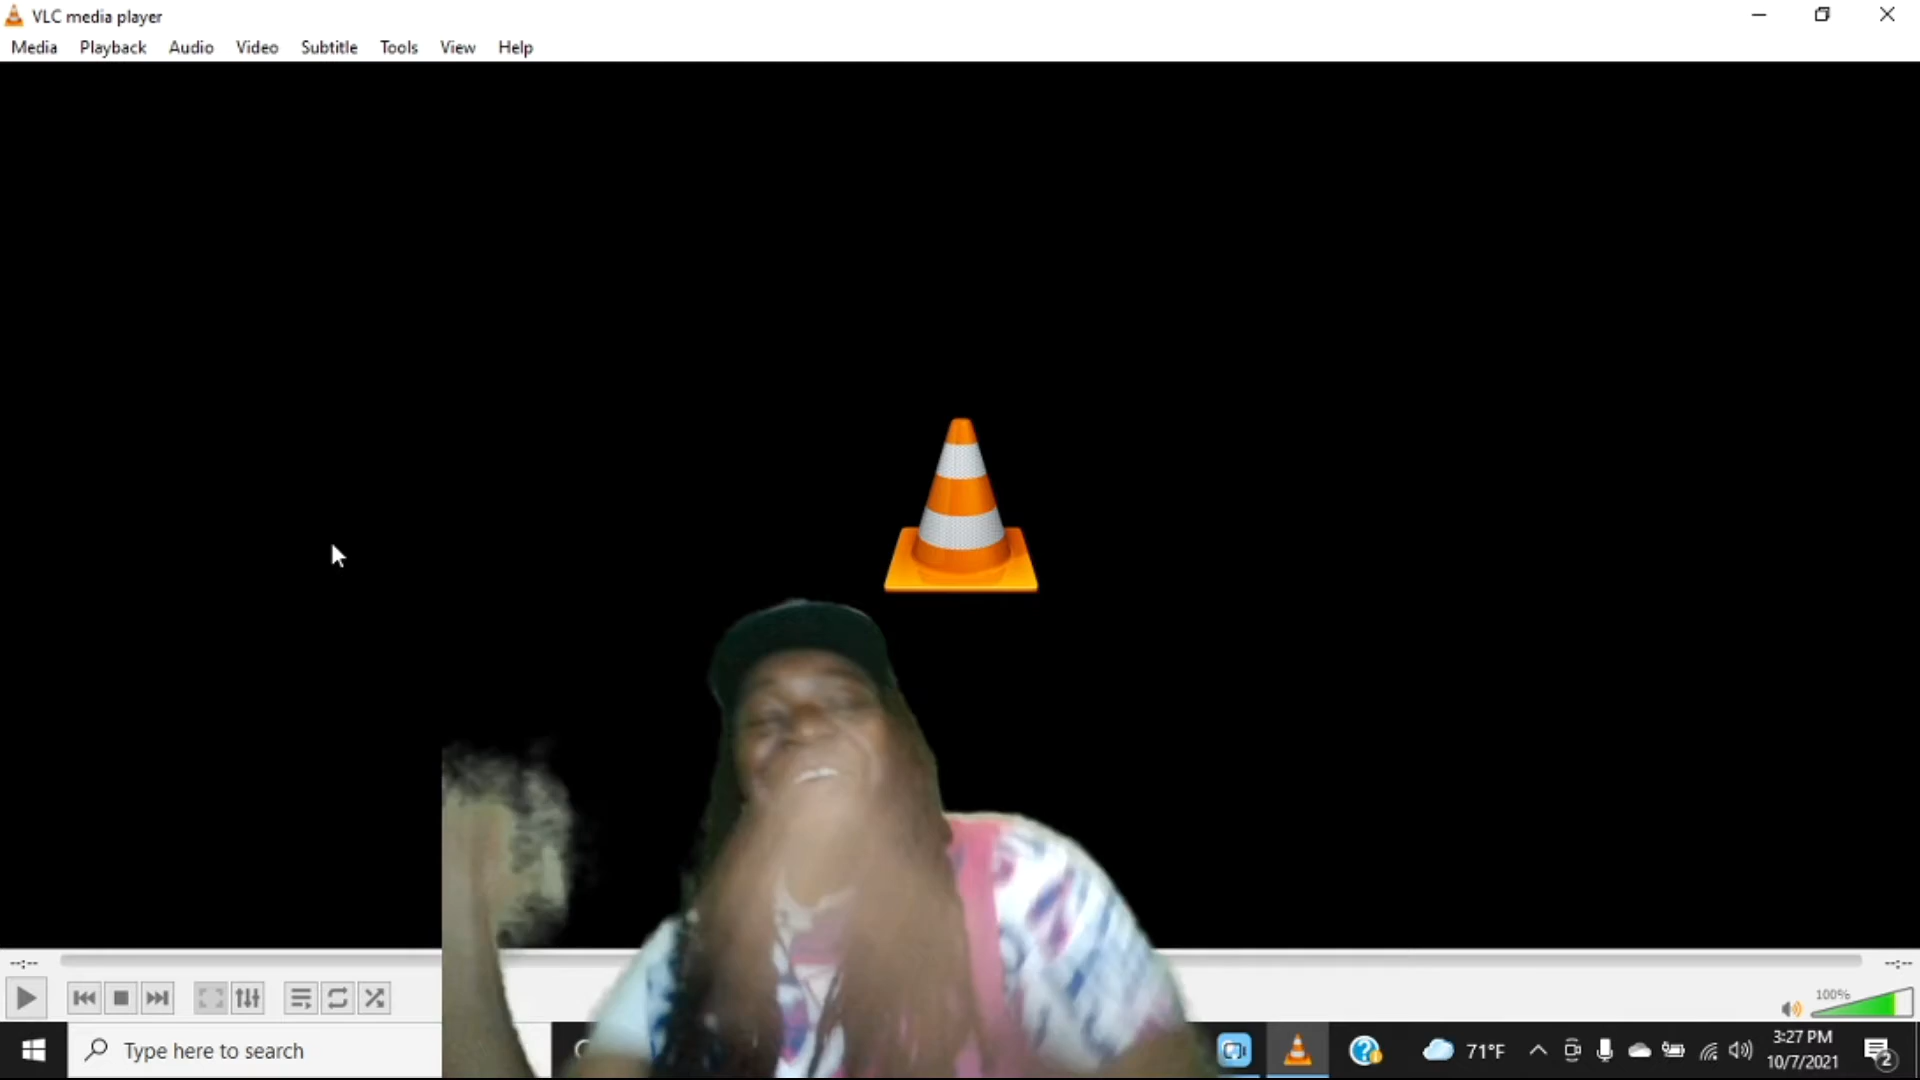 VLC media player
Media Playback Audio Video Subtitle Tools View Help
--:-- --:--
100%
Type here to search
71°F
3:27 PM
10/7/2021
2